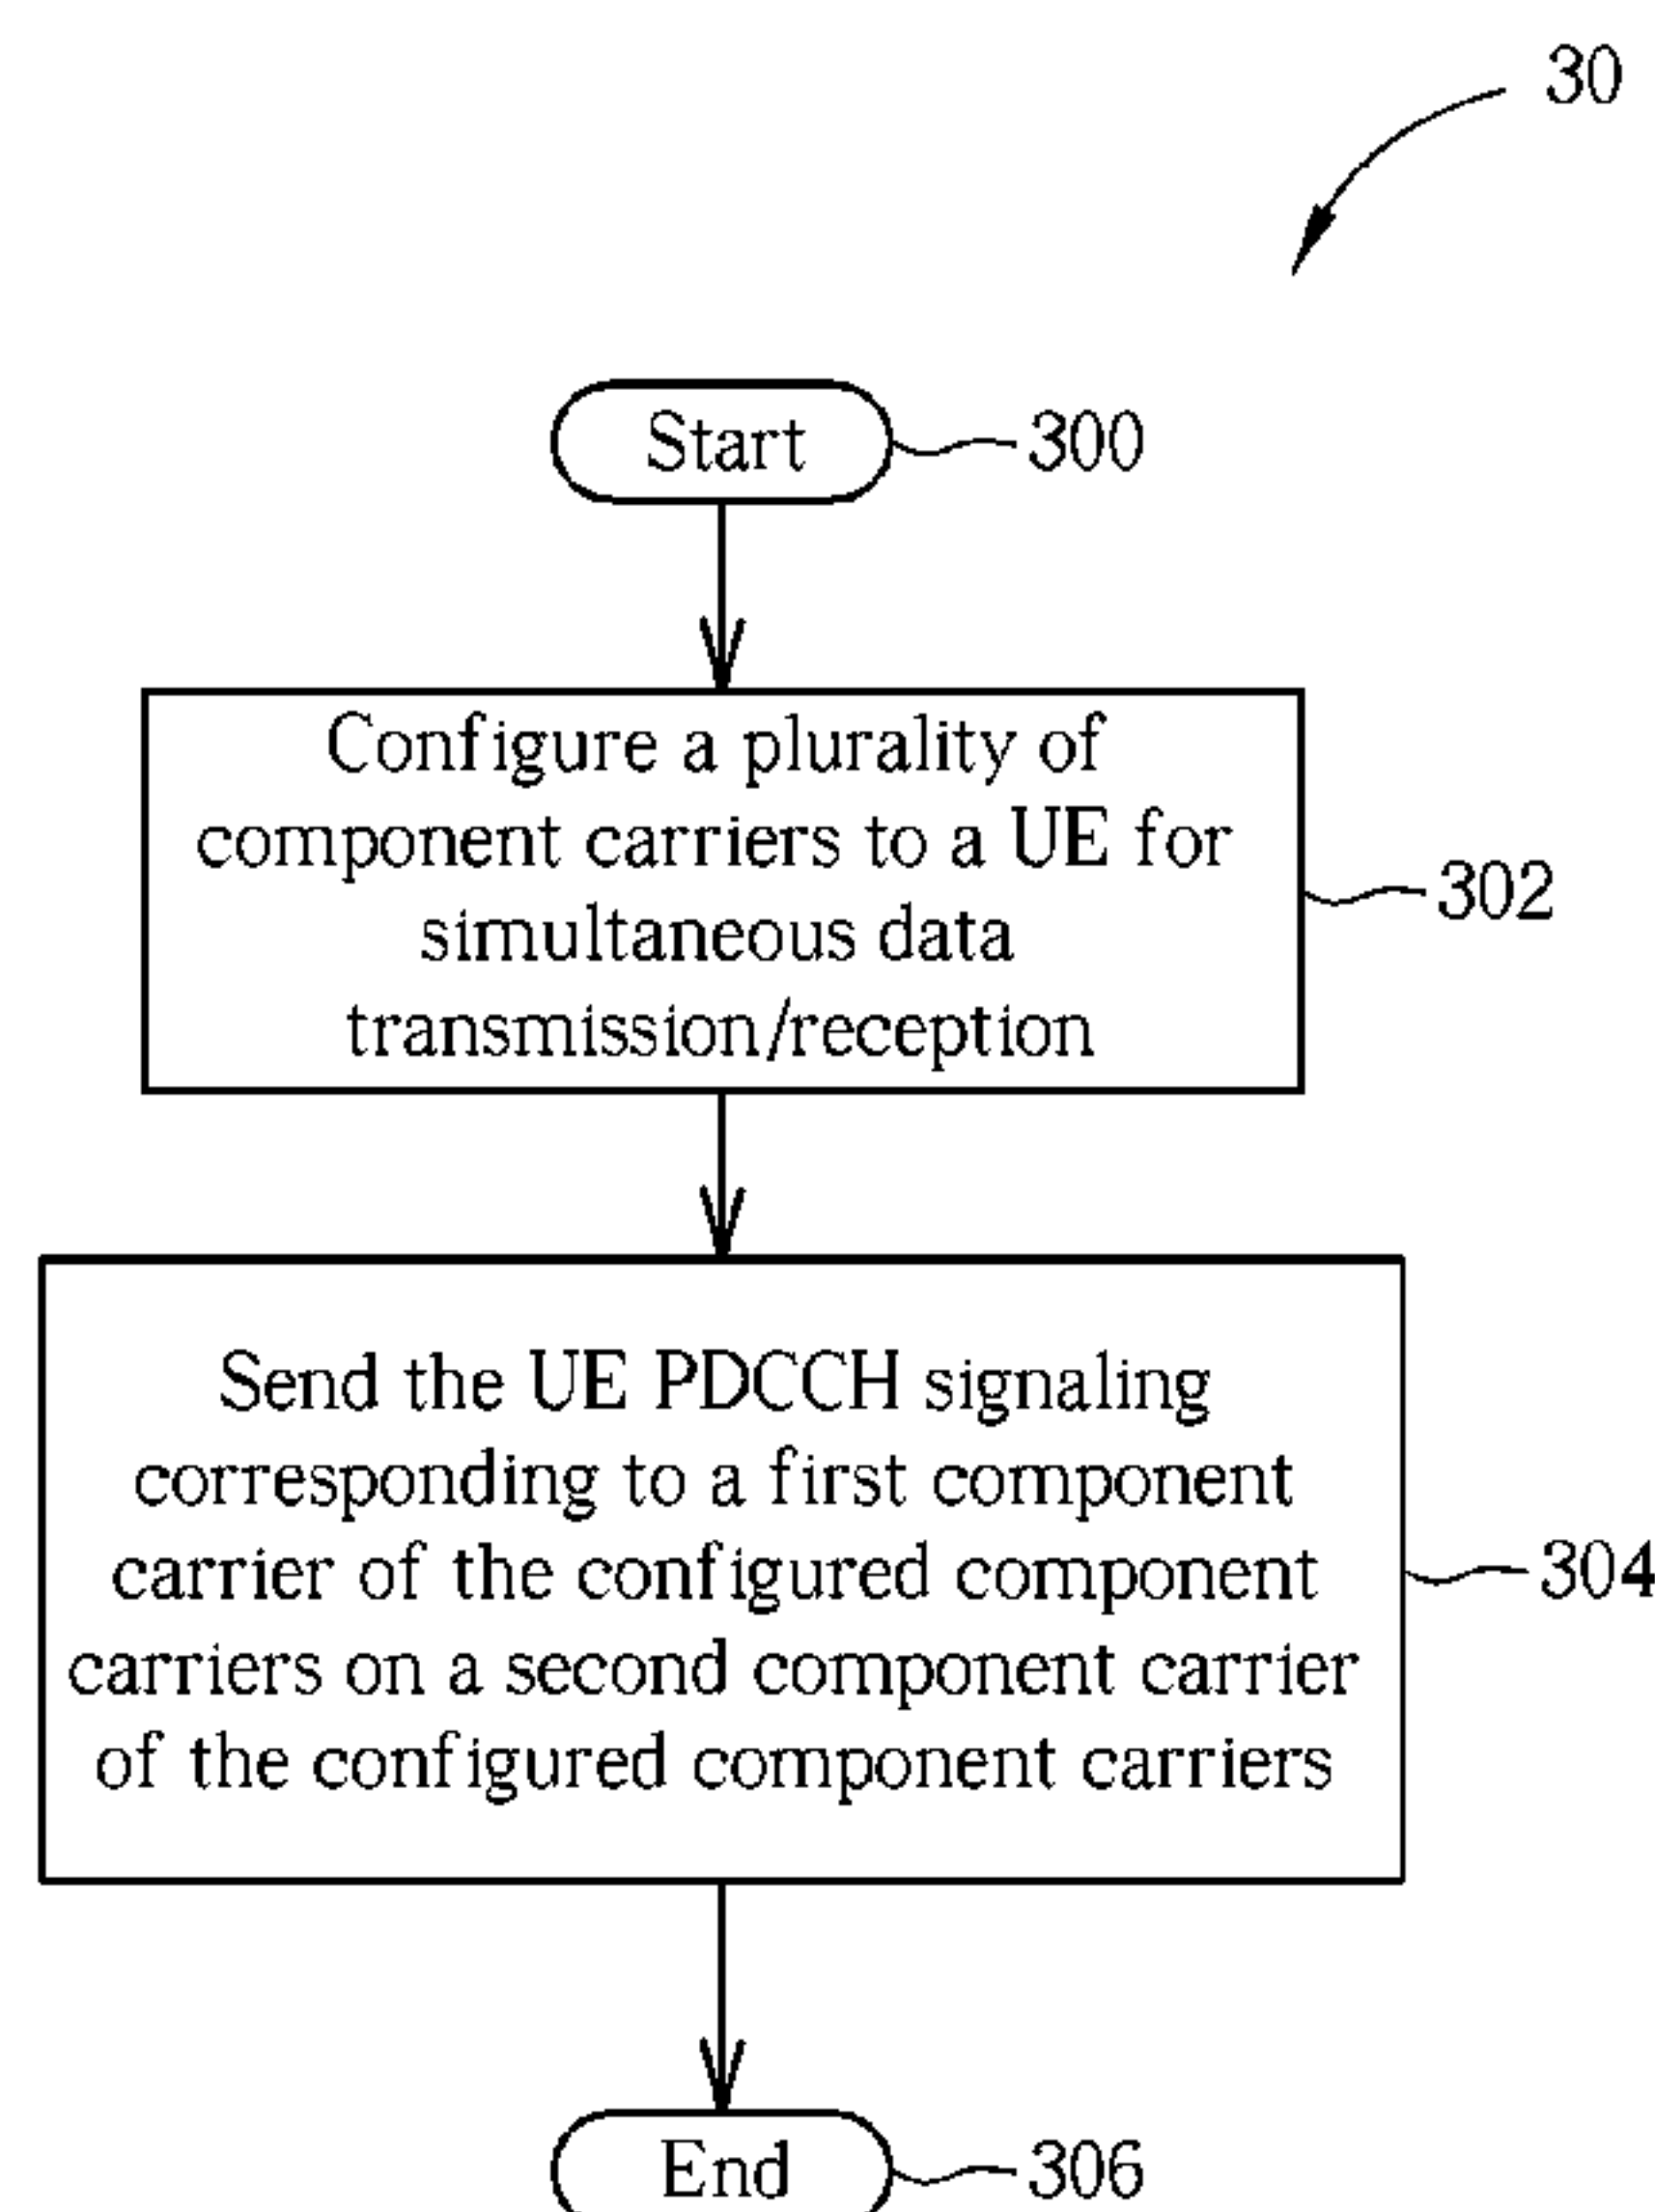 30
Start
300
Configure a plurality of
component carriers to a UE for
simultaneous data
transmission/reception
302
Send the UE PDCCH signaling
corresponding to a first component
carrier of the configured component
carriers on a second component carrier
of the configured component carriers
304
End
306